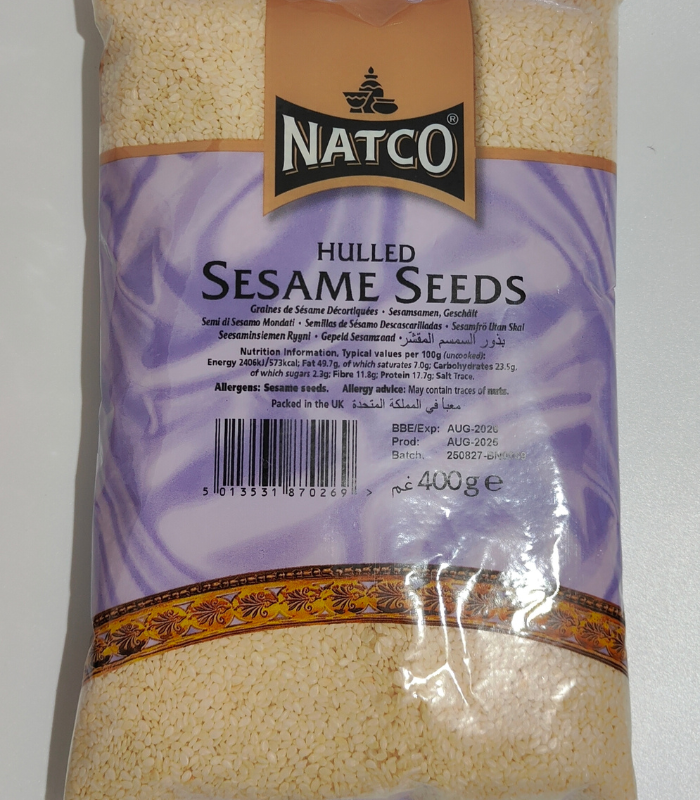 NATCO®
HULLED
SESAME SEEDS
Graines de Sésame Décortiquées • Sesamsamen, Geschält
Semi di Sesamo Mondati • Semillas de Sésamo Descascarilladas • Sesamfrö Utan Skal
Seesaminsiemen Ryyni • Gepeld Sesamzaad • بذور السمسم المقشّر
Nutrition Information, Typical values per 100g (uncooked):
Energy 2406kJ/573kcal; Fat 49.7g, of which saturates 7.0g; Carbohydrates 23.5g,
of which sugars 2.3g; Fibre 11.8g; Protein 17.7g; Salt Trace.
Allergens: Sesame seeds. Allergy advice: May contain traces of nuts.
Packed in the UK معبأ في المملكة المتحدة
BBE/Exp: AUG-2026
Prod: AUG-2025
Batch. 250827-
5 013531 870269 >
400g e غم